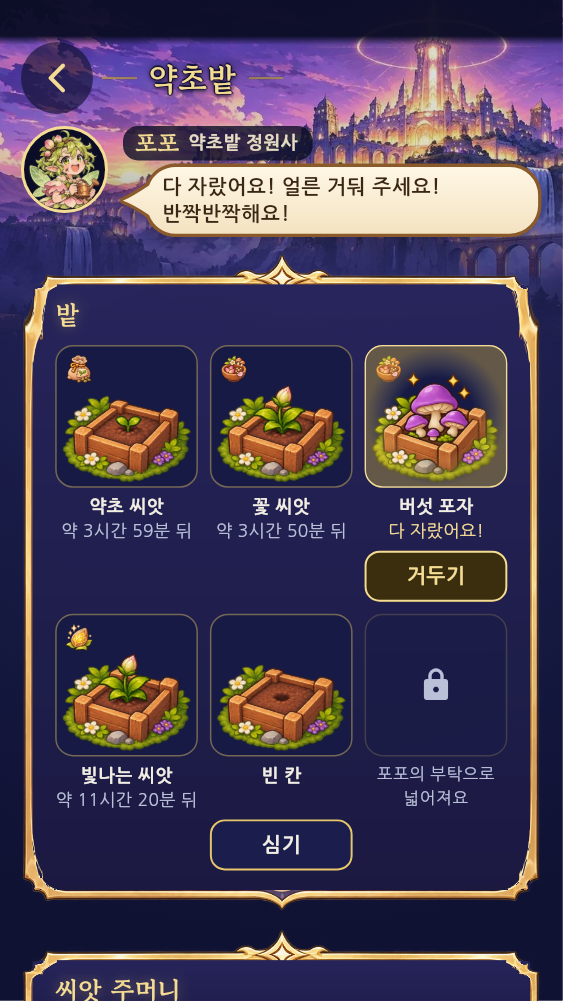 약초밭
포포 약초밭 정원사
다 자랐어요! 얼른 거둬 주세요!
반짝반짝해요!
밭
약초 씨앗
약 3시간 59분 뒤
꽃 씨앗
약 3시간 50분 뒤
버섯 포자
다 자랐어요!
거두기
빛나는 씨앗
약 11시간 20분 뒤
빈 칸
심기
포포의 부탁으로
넓어져요
씨앗 주머니